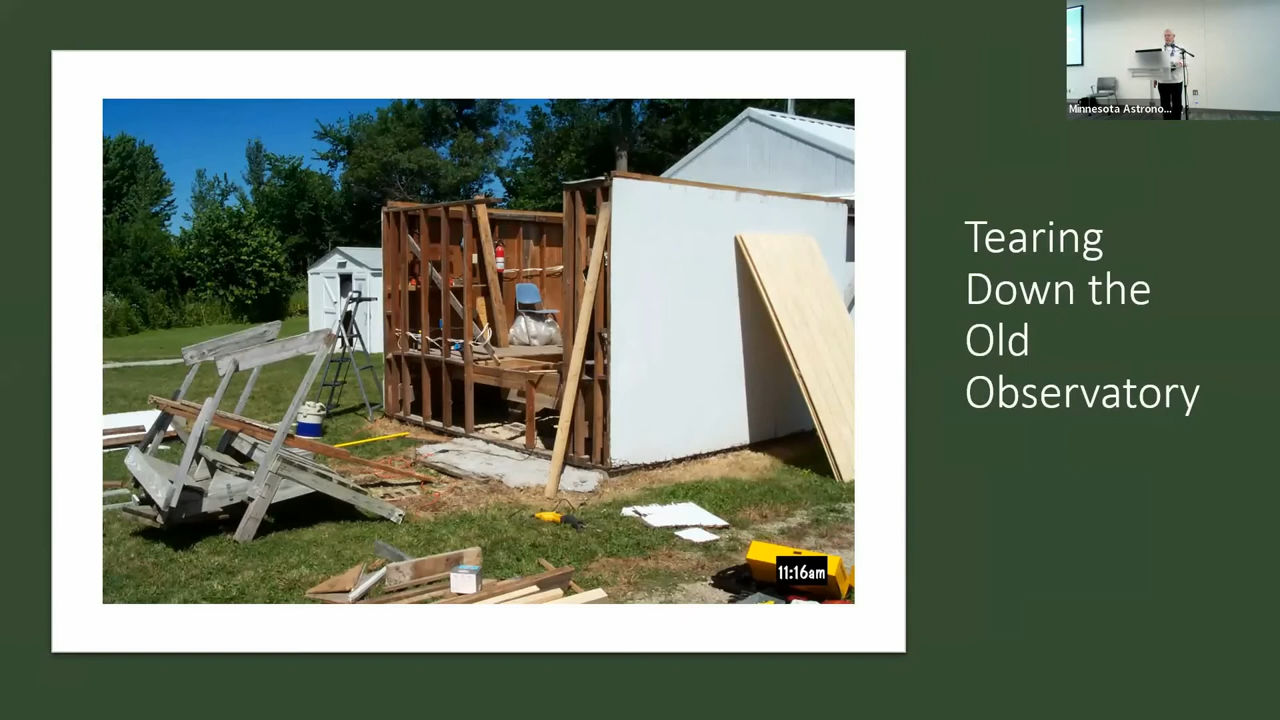 Minnesota Astrono...
Tearing
Down the
Old
Observatory
11:16am